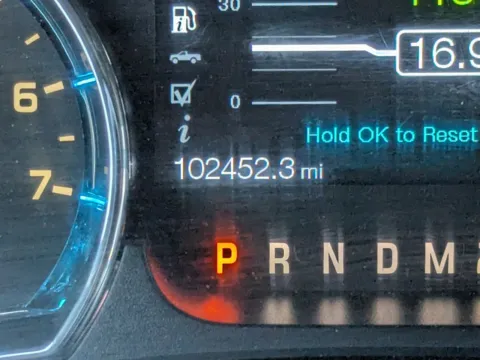 30
16.9
6
0
Hold OK to Reset
102452.3 mi
7
P R N D M